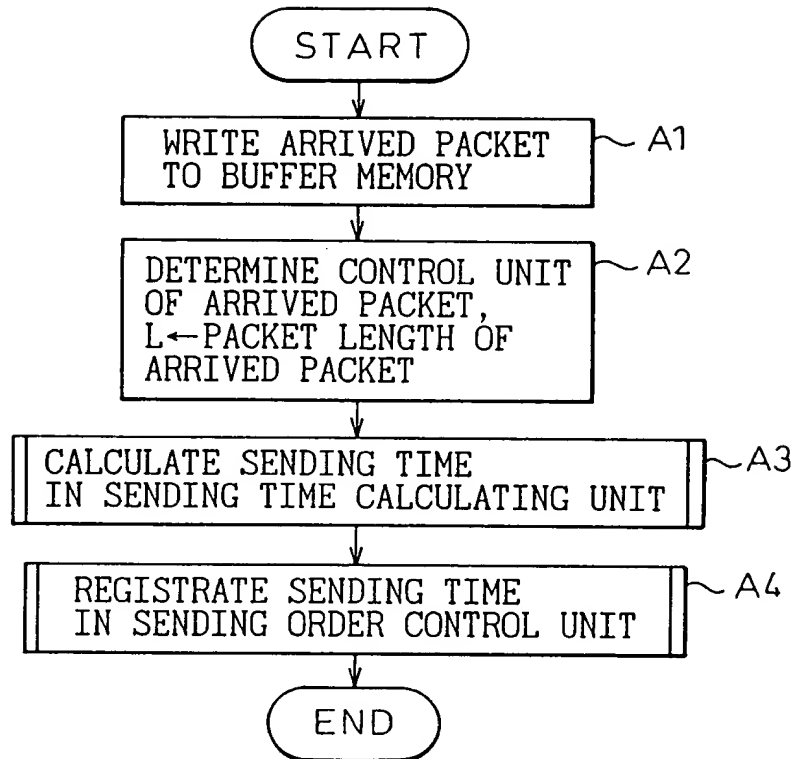 START
WRITE ARRIVED PACKET
TO BUFFER MEMORY
A1
DETERMINE CONTROL UNIT
OF ARRIVED PACKET,
L←PACKET LENGTH OF
ARRIVED PACKET
A2
CALCULATE SENDING TIME
IN SENDING TIME CALCULATING UNIT
A3
REGISTRATE SENDING TIME
IN SENDING ORDER CONTROL UNIT
A4
END